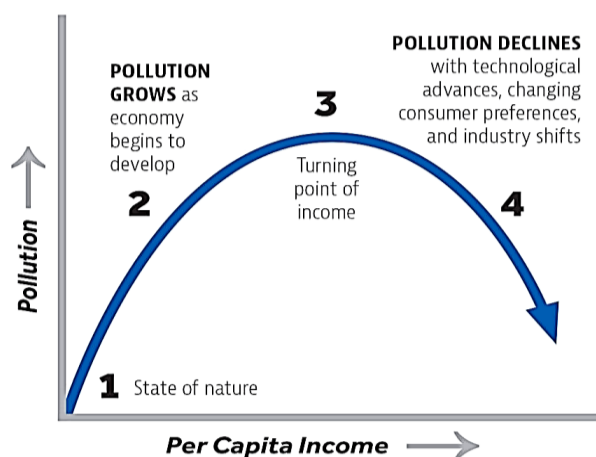 POLLUTION
GROWS as
economy
begins to
develop
2
3
Turning
point of
income
POLLUTION DECLINES
with technological
advances, changing
consumer preferences,
and industry shifts
4
1 State of nature
Pollution
Per Capita Income